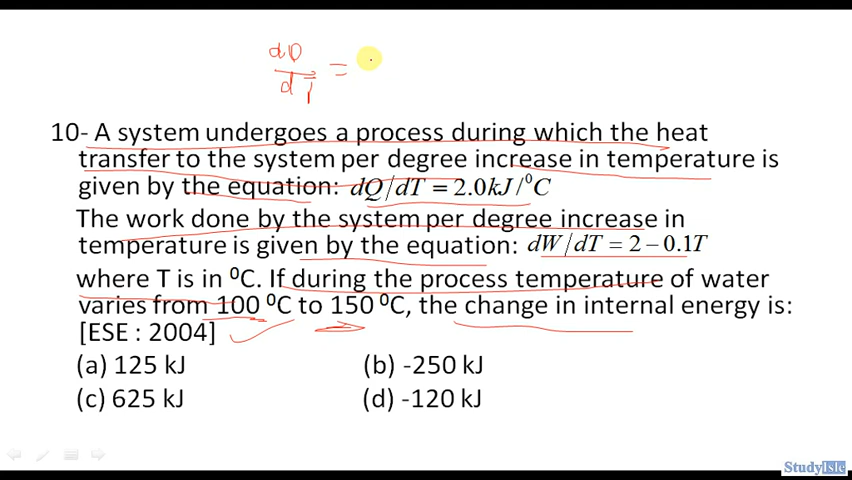 dQ
dT =
10- A system undergoes a process during which the heat
transfer to the system per degree increase in temperature is
given by the equation: dQ/dT = 2.0kJ/⁰C
The work done by the system per degree increase in
temperature is given by the equation: dW/dT = 2 – 0.1T
where T is in ⁰C. If during the process temperature of water
varies from 100 ⁰C to 150 ⁰C, the change in internal energy is:
[ESE : 2004]
(a) 125 kJ (b) -250 kJ
(c) 625 kJ (d) -120 kJ
StudyIsle